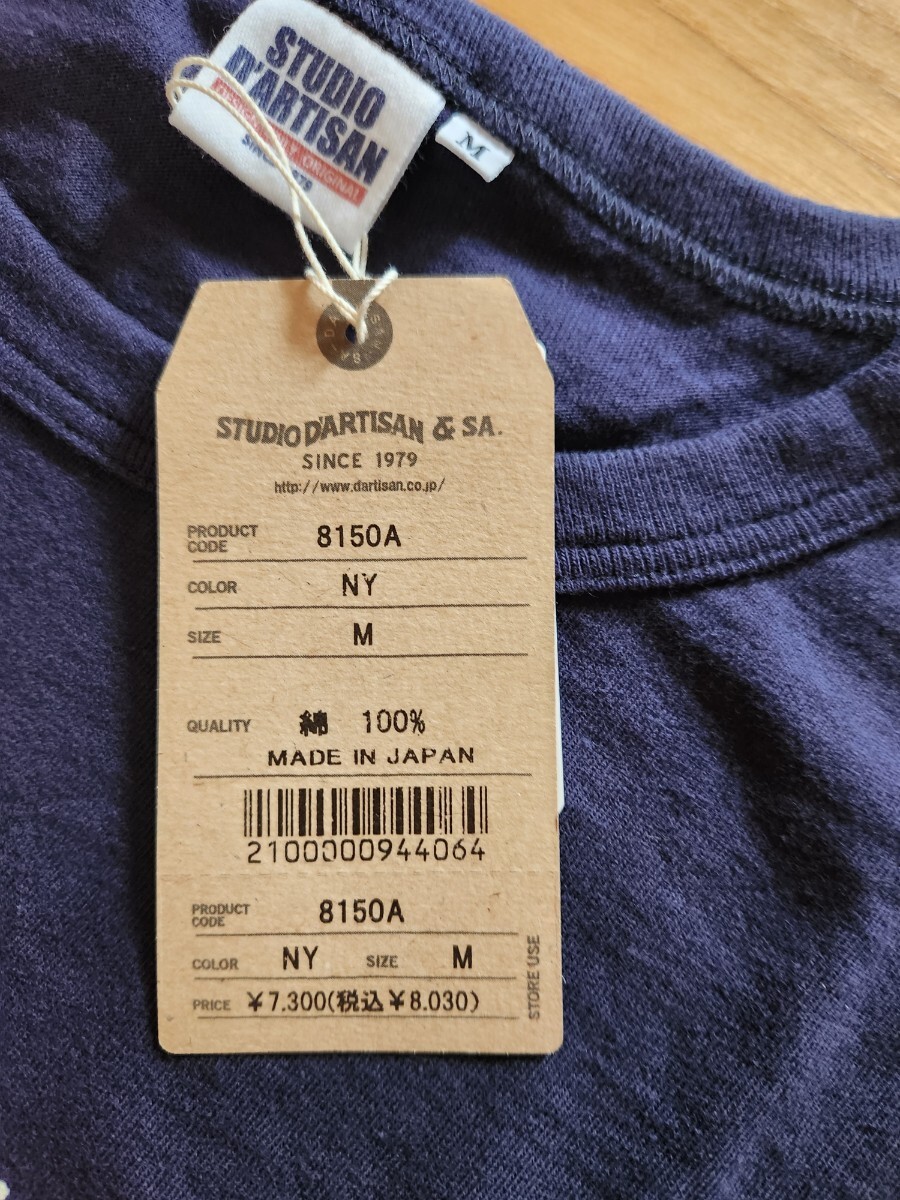 STUDIO
D'ARTISAN
ORIGINAL
M
STUDIO D'ARTISAN & SA.
SINCE 1979
http://www.dartisan.co.jp/
PRODUCT CODE 8150A
COLOR NY
SIZE M
QUALITY 綿 100%
MADE IN JAPAN
2100000944064
PRODUCT CODE 8150A
COLOR NY SIZE M
PRICE ¥7.300(税込¥8.030)
STORE USE